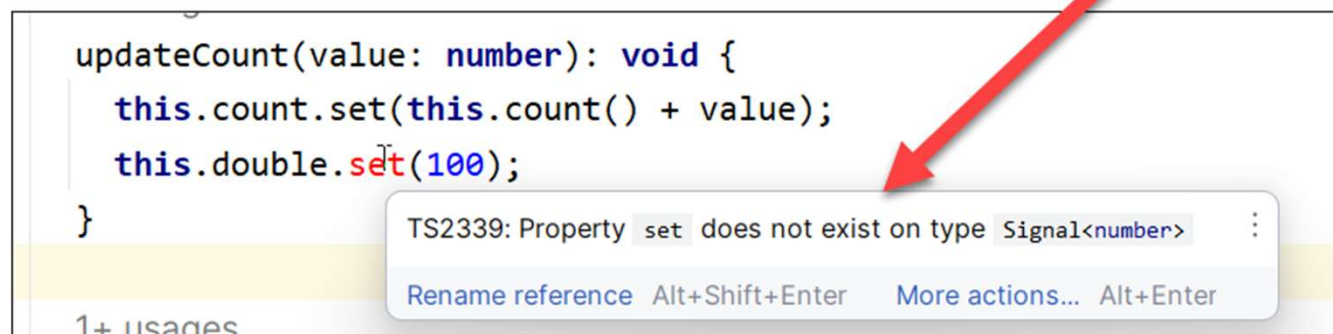 updateCount(value: number): void {
this.count.set(this.count() + value);
this.double.set(100);
}
TS2339: Property set does not exist on type Signal<number>
Rename reference Alt+Shift+Enter More actions... Alt+Enter
1+ usages